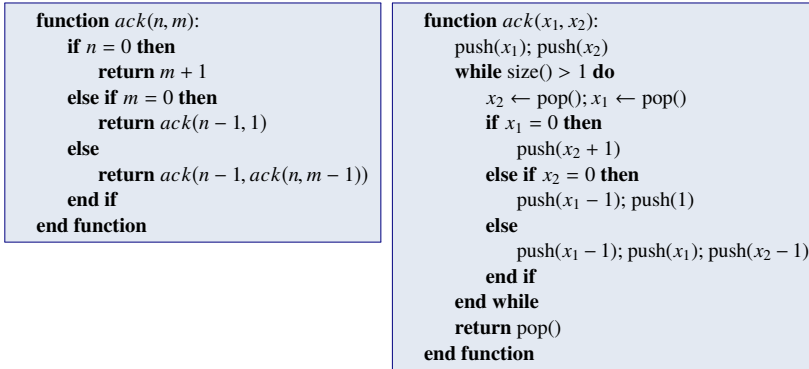 function ack(n, m):
if n = 0 then
return m + 1
else if m = 0 then
return ack(n − 1, 1)
else
return ack(n − 1, ack(n, m − 1))
end if
end function
function ack(x₁, x₂):
push(x₁); push(x₂)
while size() > 1 do
x₂ ← pop(); x₁ ← pop()
if x₁ = 0 then
push(x₂ + 1)
else if x₂ = 0 then
push(x₁ − 1); push(1)
else
push(x₁ − 1); push(x₁); push(x₂ − 1)
end if
end while
return pop()
end function